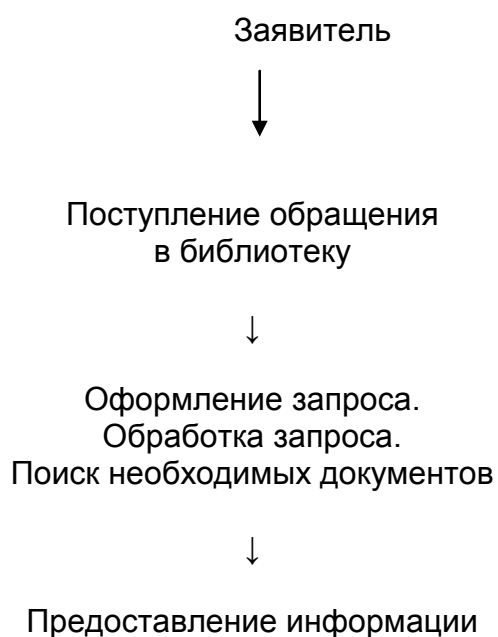 Заявитель
Поступление обращения
в библиотеку
↓
Оформление запроса.
Обработка запроса.
Поиск необходимых документов
↓
Предоставление информации